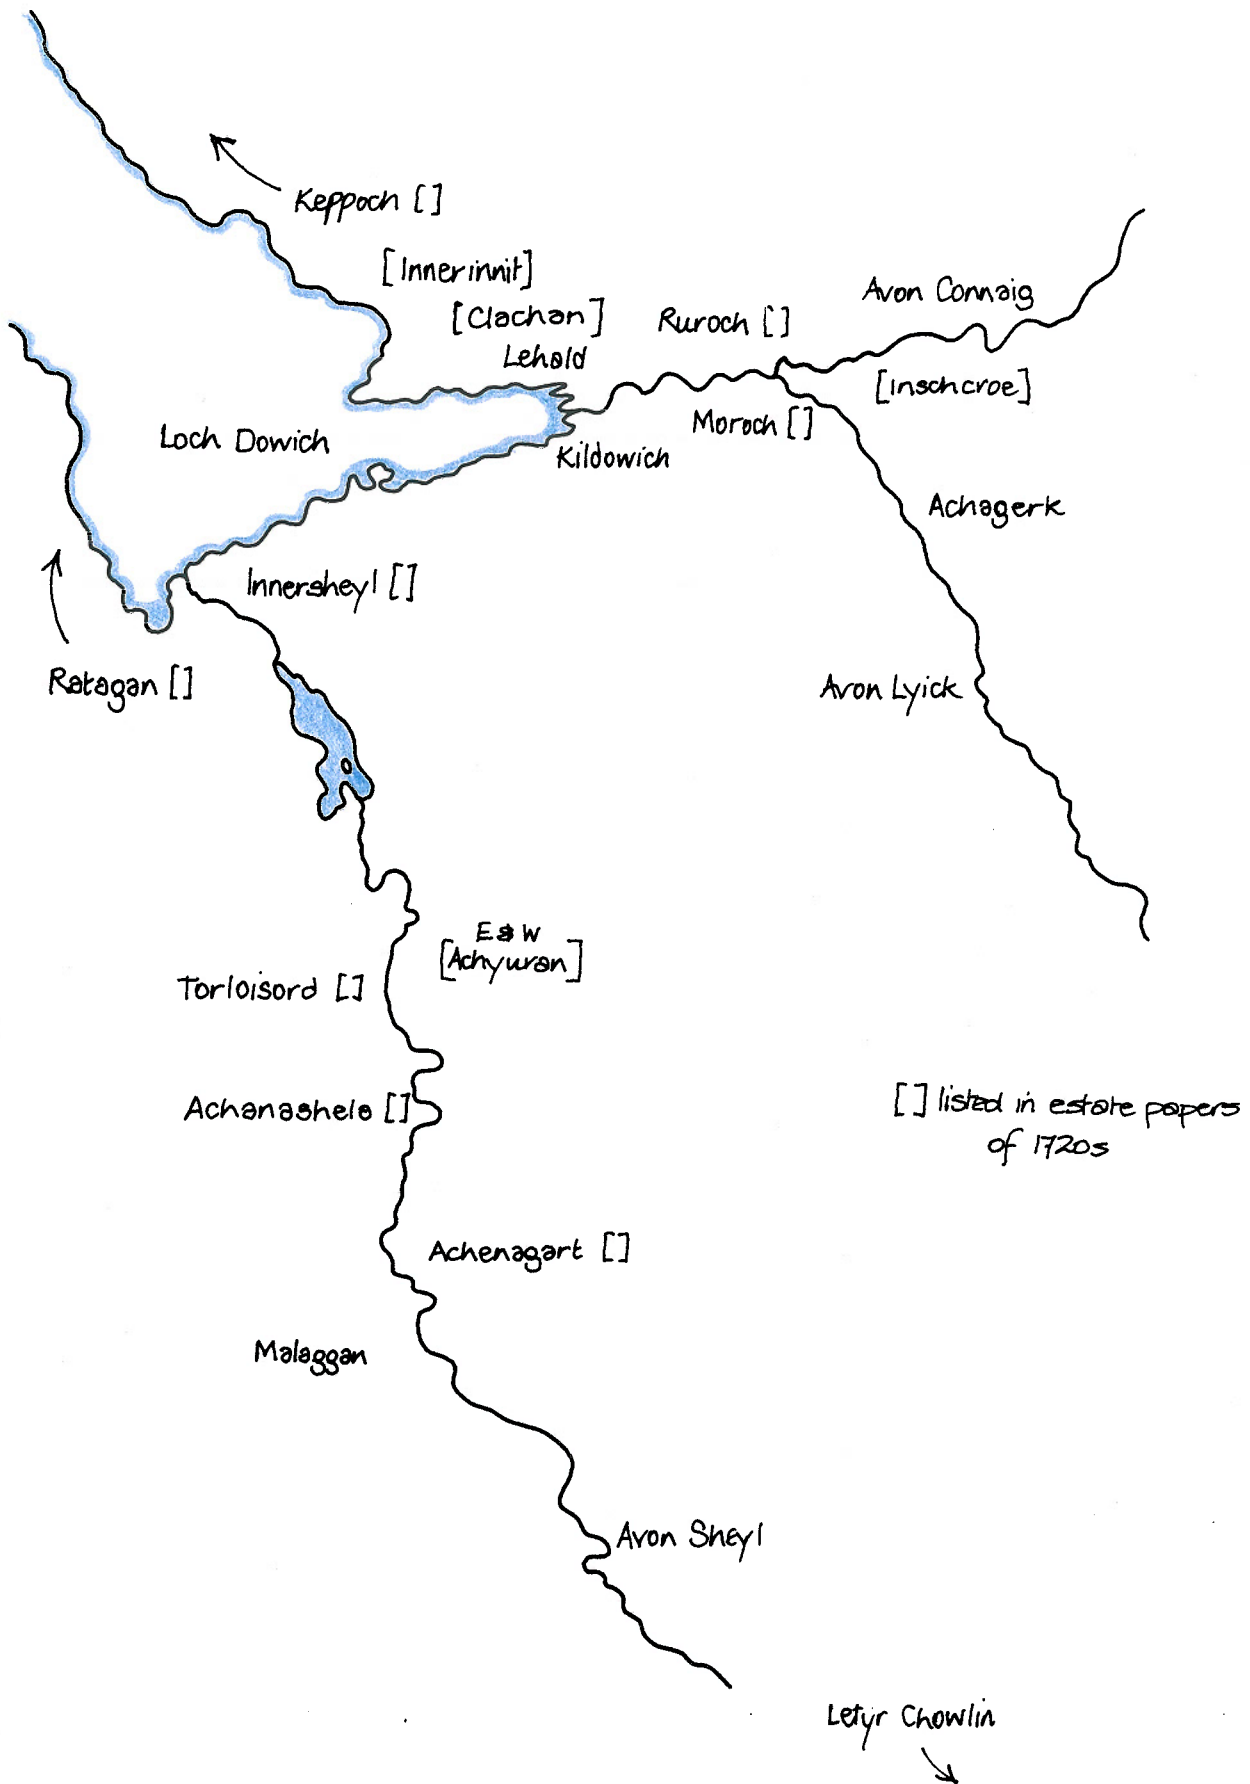 Keppoch []
[Innerinnit]
[Clachan]
Lehald
Ruroch []
Avon Connaig
[Inschcroe]
Moroch []
Loch Dowich
Kildowich
Achagerk
Innersheyl []
Ratagan []
Avon Lyick
E & W
[Achyuran]
Torloisord []
Achanashelo []
[] listed in estate papers
of 1720s
Achenagart []
Malaggan
Avon Sheyl
Letyr Chowlin